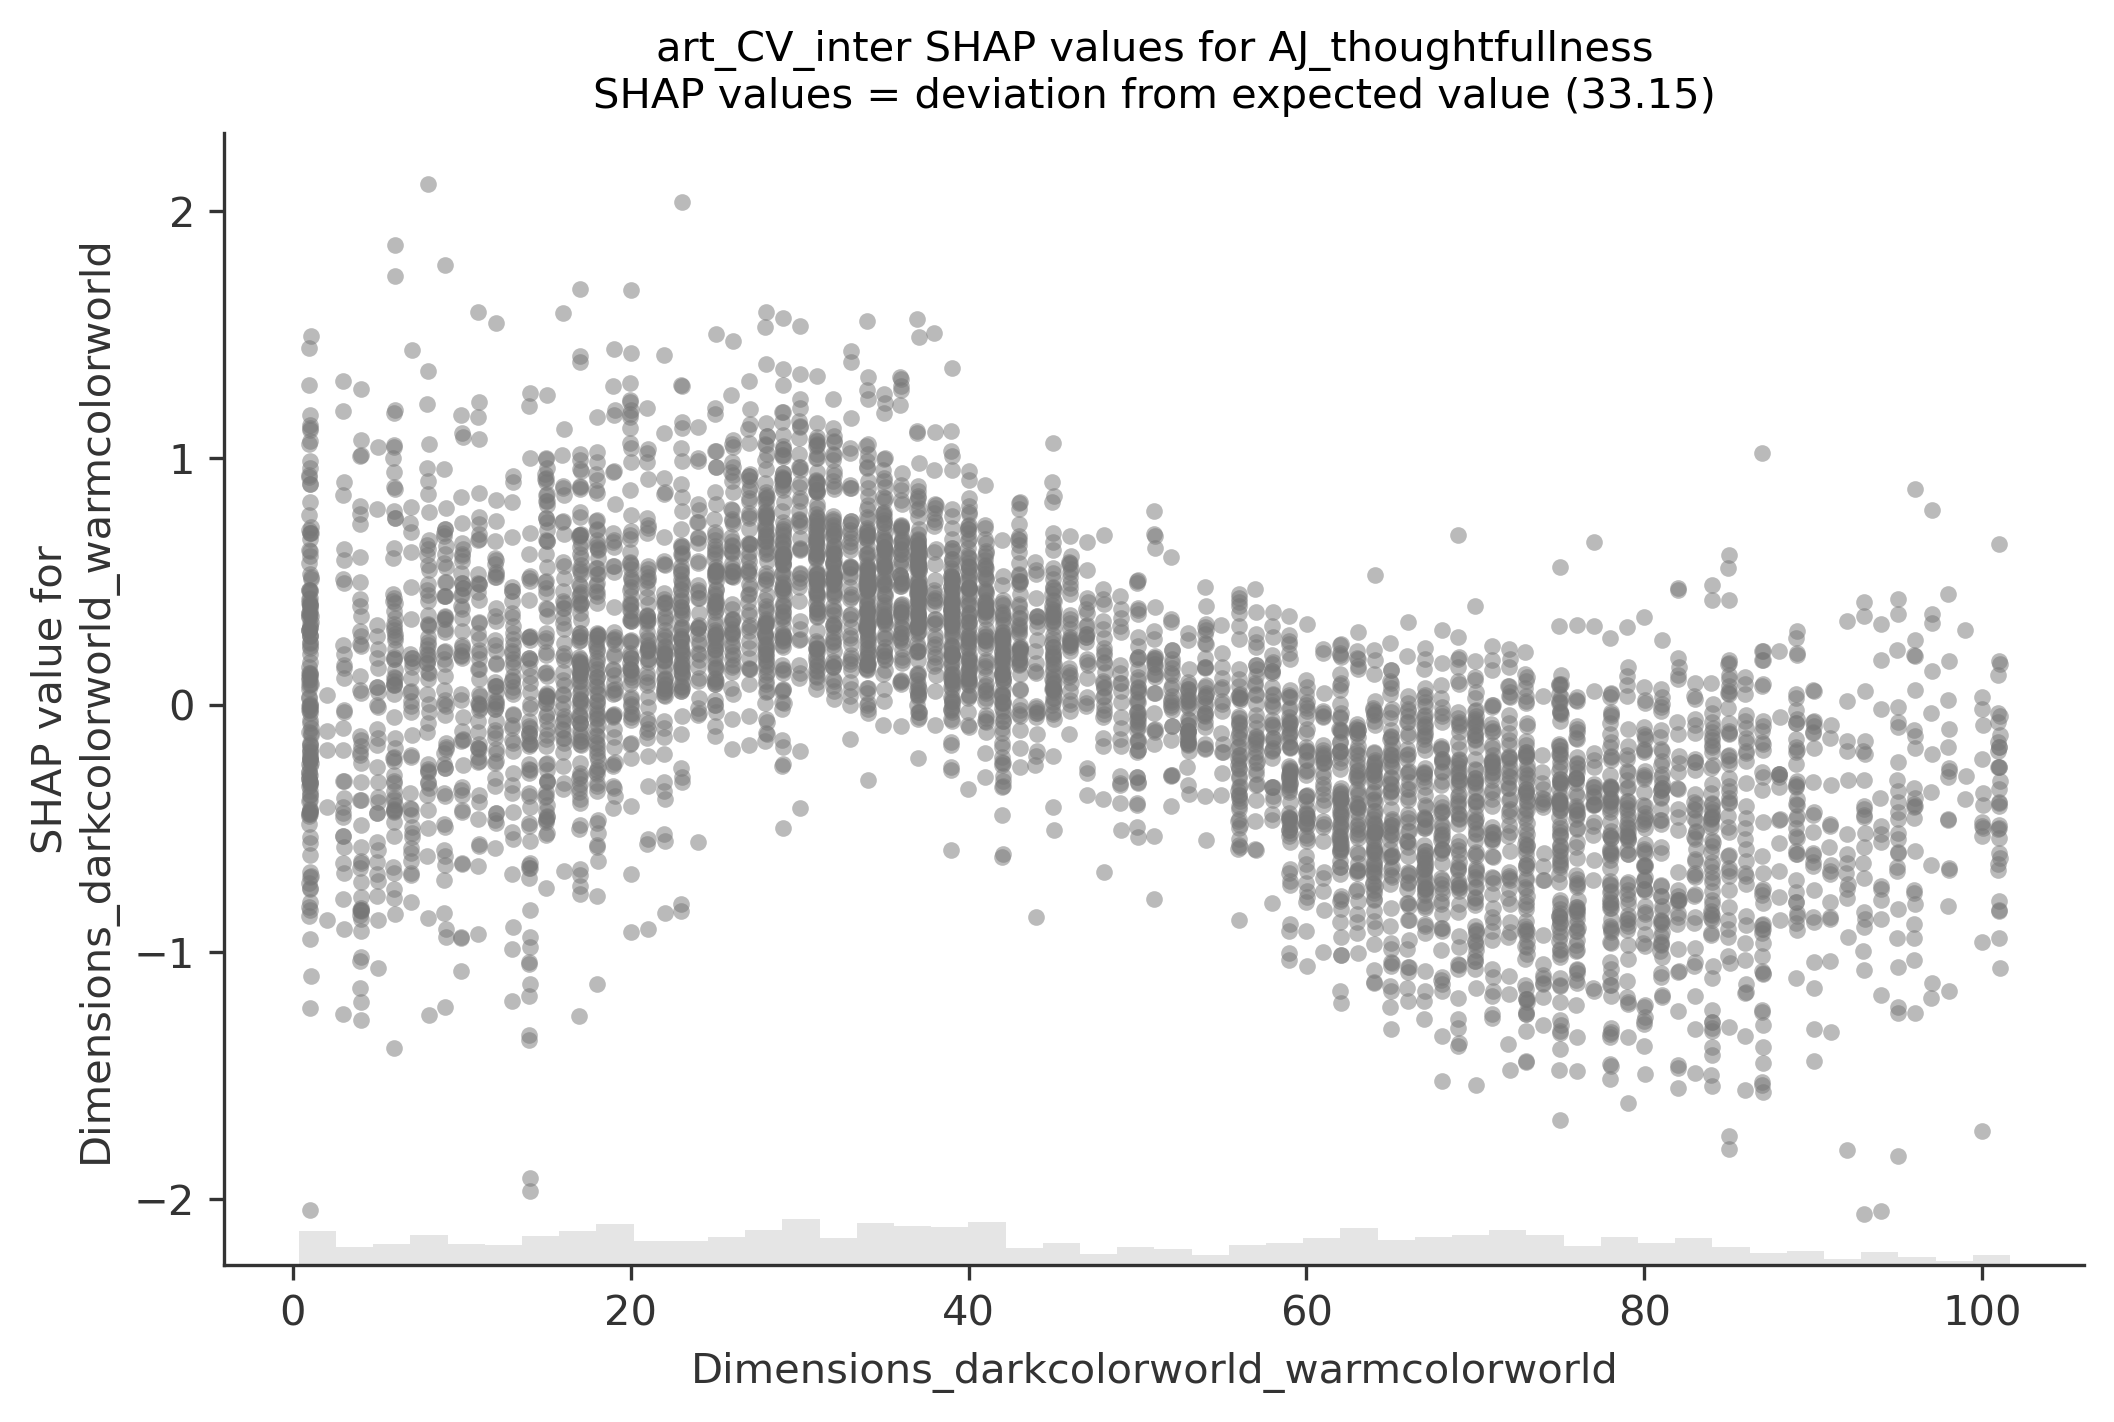 art_CV_inter SHAP values for AJ_thoughtfullness
SHAP values = deviation from expected value (33.15)
SHAP value for
Dimensions_darkcolorworld_warmcolorworld
2
1
0
−1
−2
0
20
40
60
80
100
Dimensions_darkcolorworld_warmcolorworld